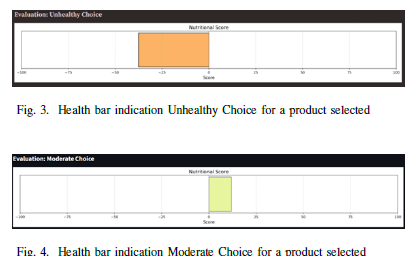 Evaluation: Unhealthy Choice
Nutritional Score
-100 -75 -50 -25 0 25 50 75 100
Score
Fig. 3. Health bar indication Unhealthy Choice for a product selected
Evaluation: Moderate Choice
Nutritional Score
-100 -75 -50 -25 0 25 50 75 100
Score
Fig. 4. Health bar indication Moderate Choice for a product selected